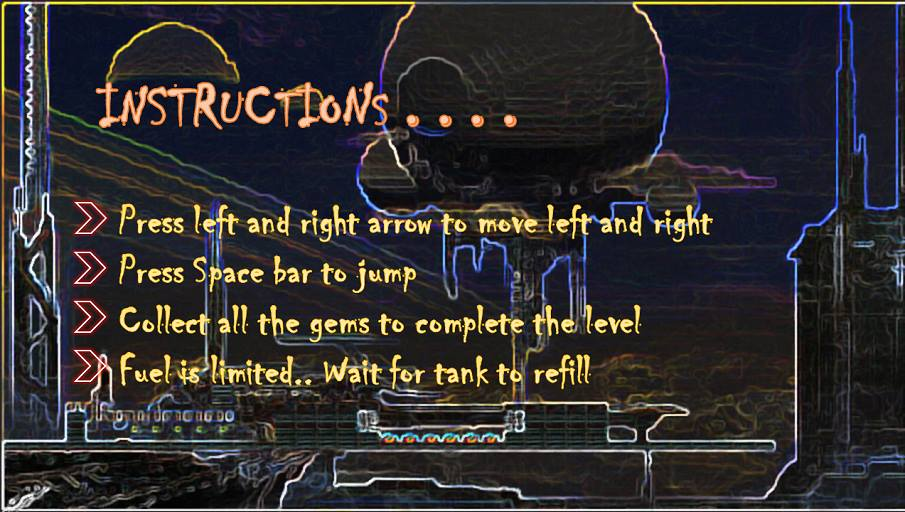 INSTRUCTIONS....
Press left and right arrow to move left and right
Press Space bar to jump
Collect all the gems to complete the level
Fuel is limited.. Wait for tank to refill